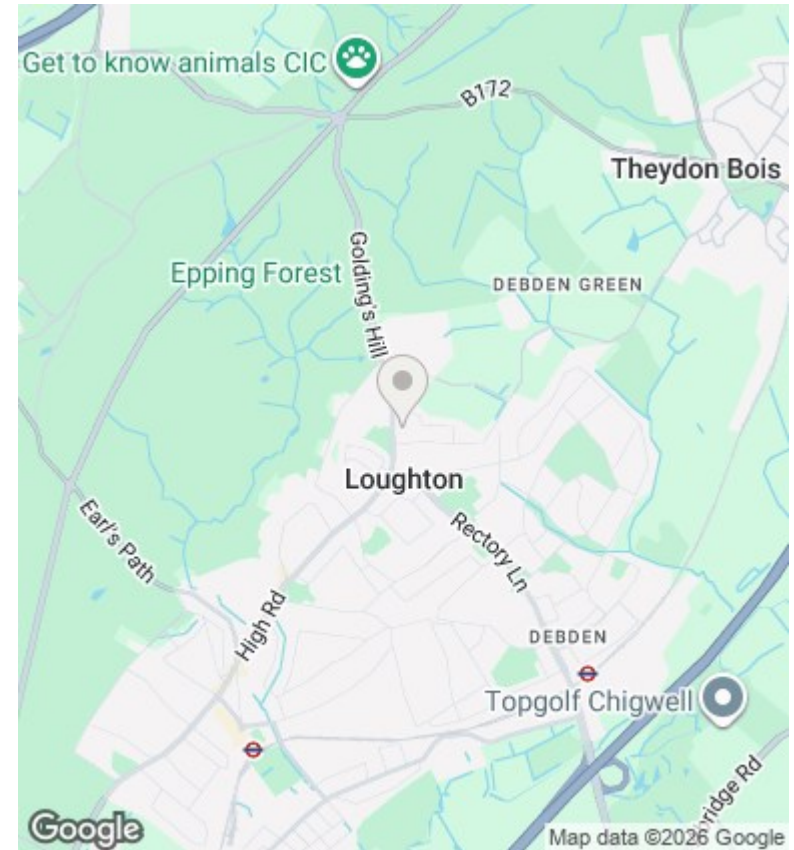 Get to know animals CIC
B172
Theydon Bois
Golding's Hill
Epping Forest
DEBDEN GREEN
Loughton
Earl's Path
Rectory Ln
High Rd
DEBDEN
Topgolf Chigwell
ridge Rd
Google
Map data ©2026 Google